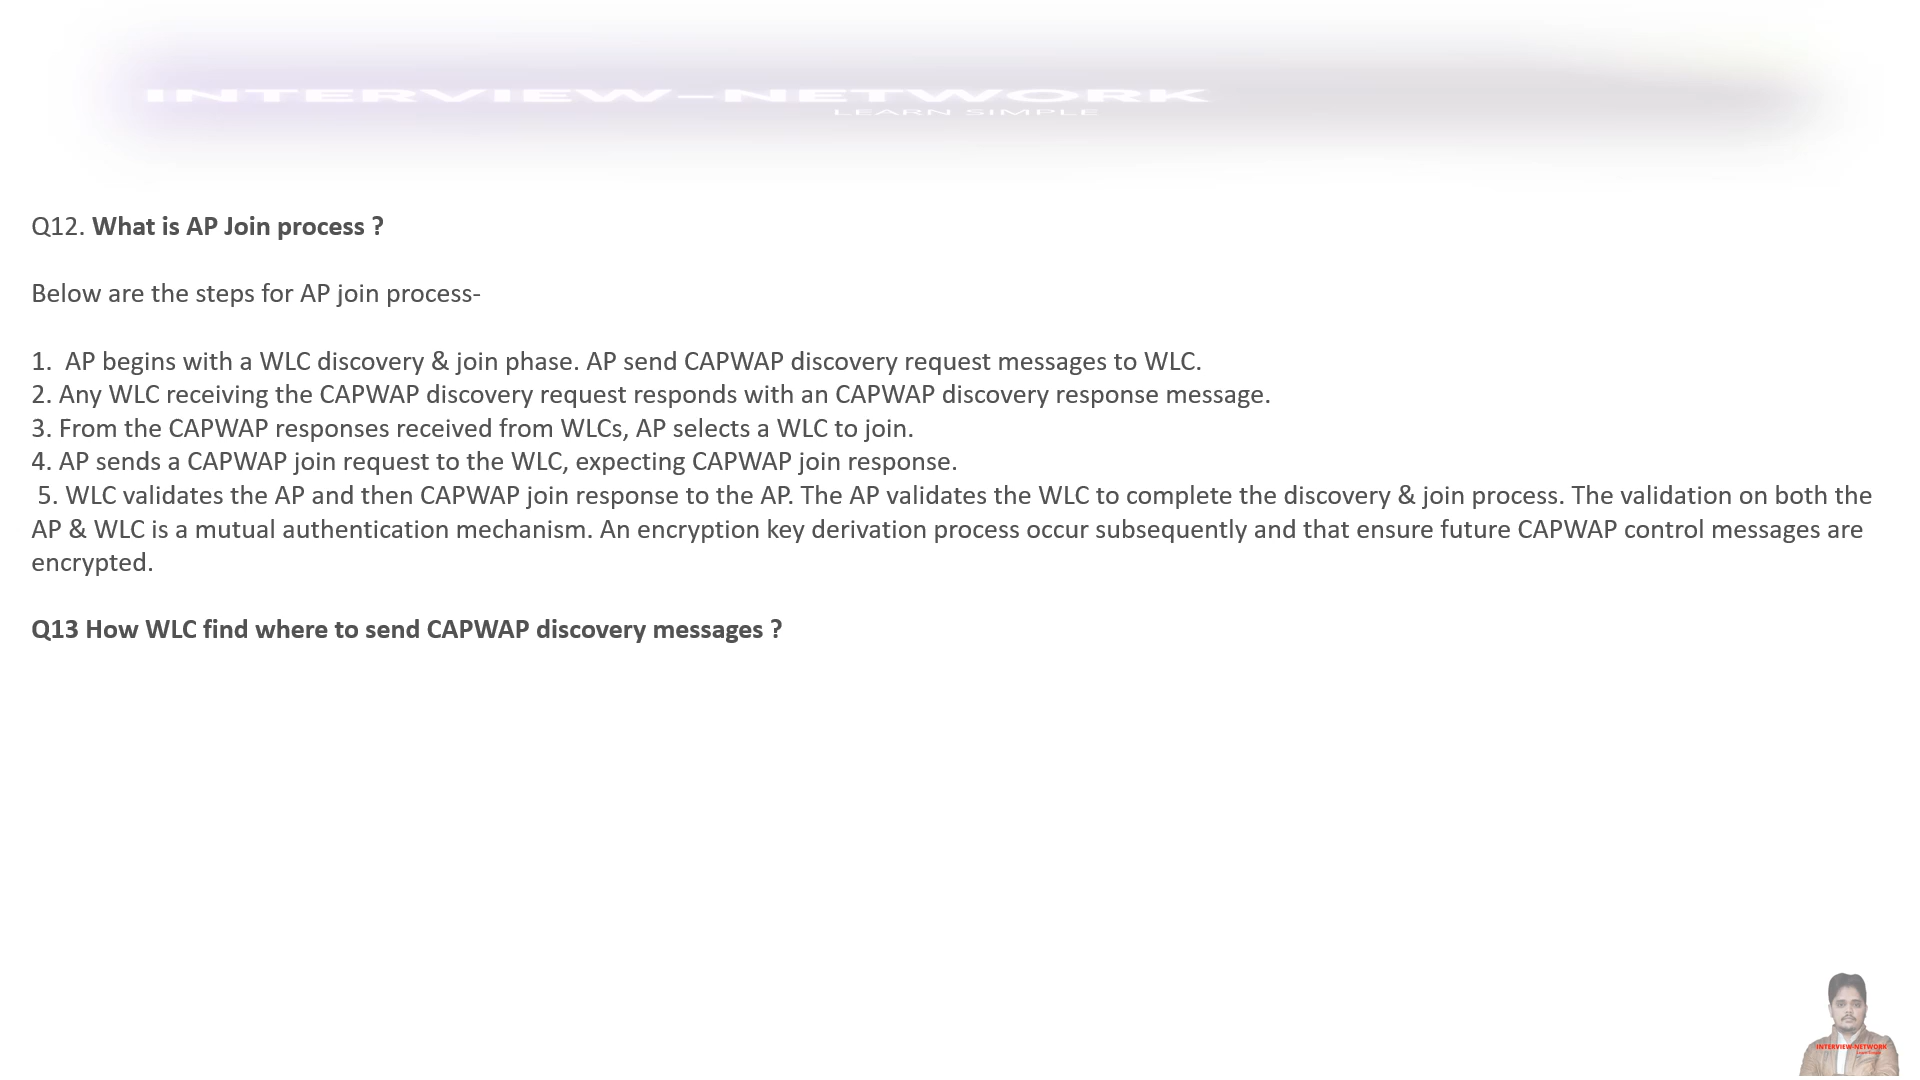 INTERVIEW-NETWORK
LEARN SIMPLE
Q12. What is AP Join process ?
Below are the steps for AP join process-
1. AP begins with a WLC discovery & join phase. AP send CAPWAP discovery request messages to WLC.
2. Any WLC receiving the CAPWAP discovery request responds with an CAPWAP discovery response message.
3. From the CAPWAP responses received from WLCs, AP selects a WLC to join.
4. AP sends a CAPWAP join request to the WLC, expecting CAPWAP join response.
5. WLC validates the AP and then CAPWAP join response to the AP. The AP validates the WLC to complete the discovery & join process. The validation on both the
AP & WLC is a mutual authentication mechanism. An encryption key derivation process occur subsequently and that ensure future CAPWAP control messages are
encrypted.
Q13 How WLC find where to send CAPWAP discovery messages ?
INTERVIEW-NETWORK